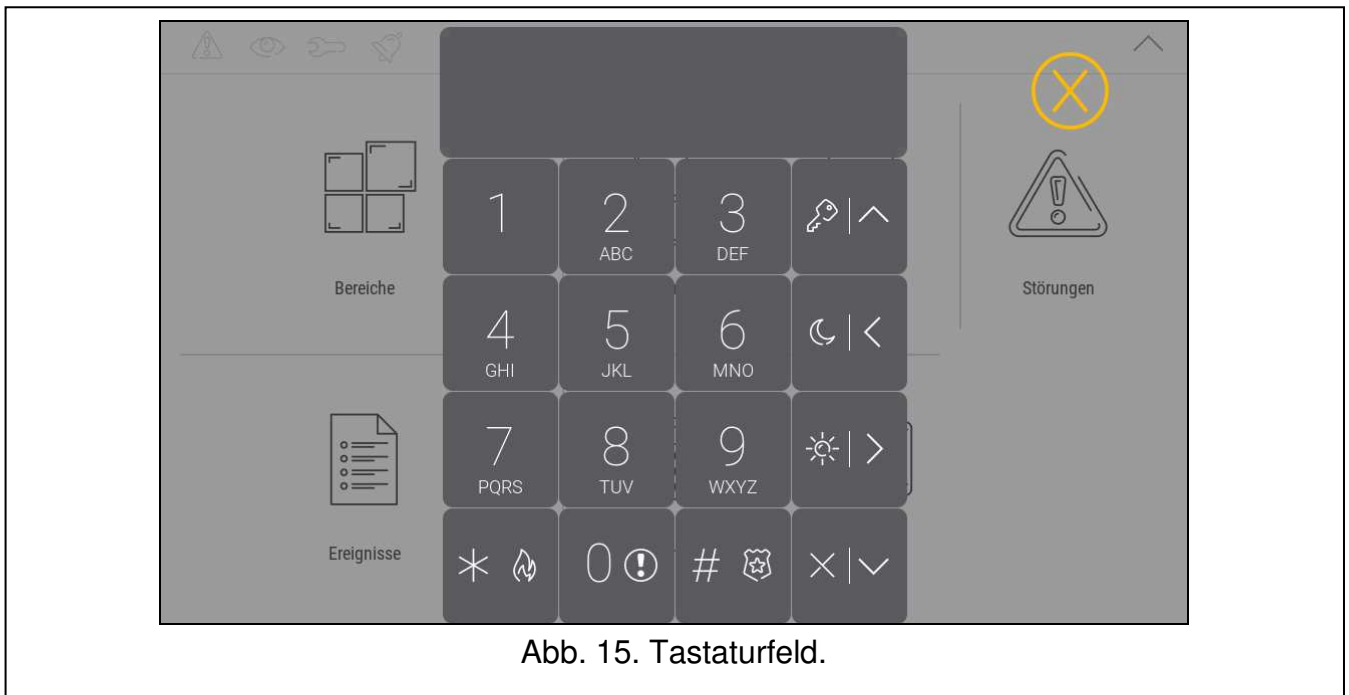 1 2 3
ABC DEF
Bereiche Störungen
4 5 6
GHI JKL MNO
7 8 9
PQRS TUV WXYZ
Ereignisse
* 0 #
Abb. 15. Tastaturfeld.